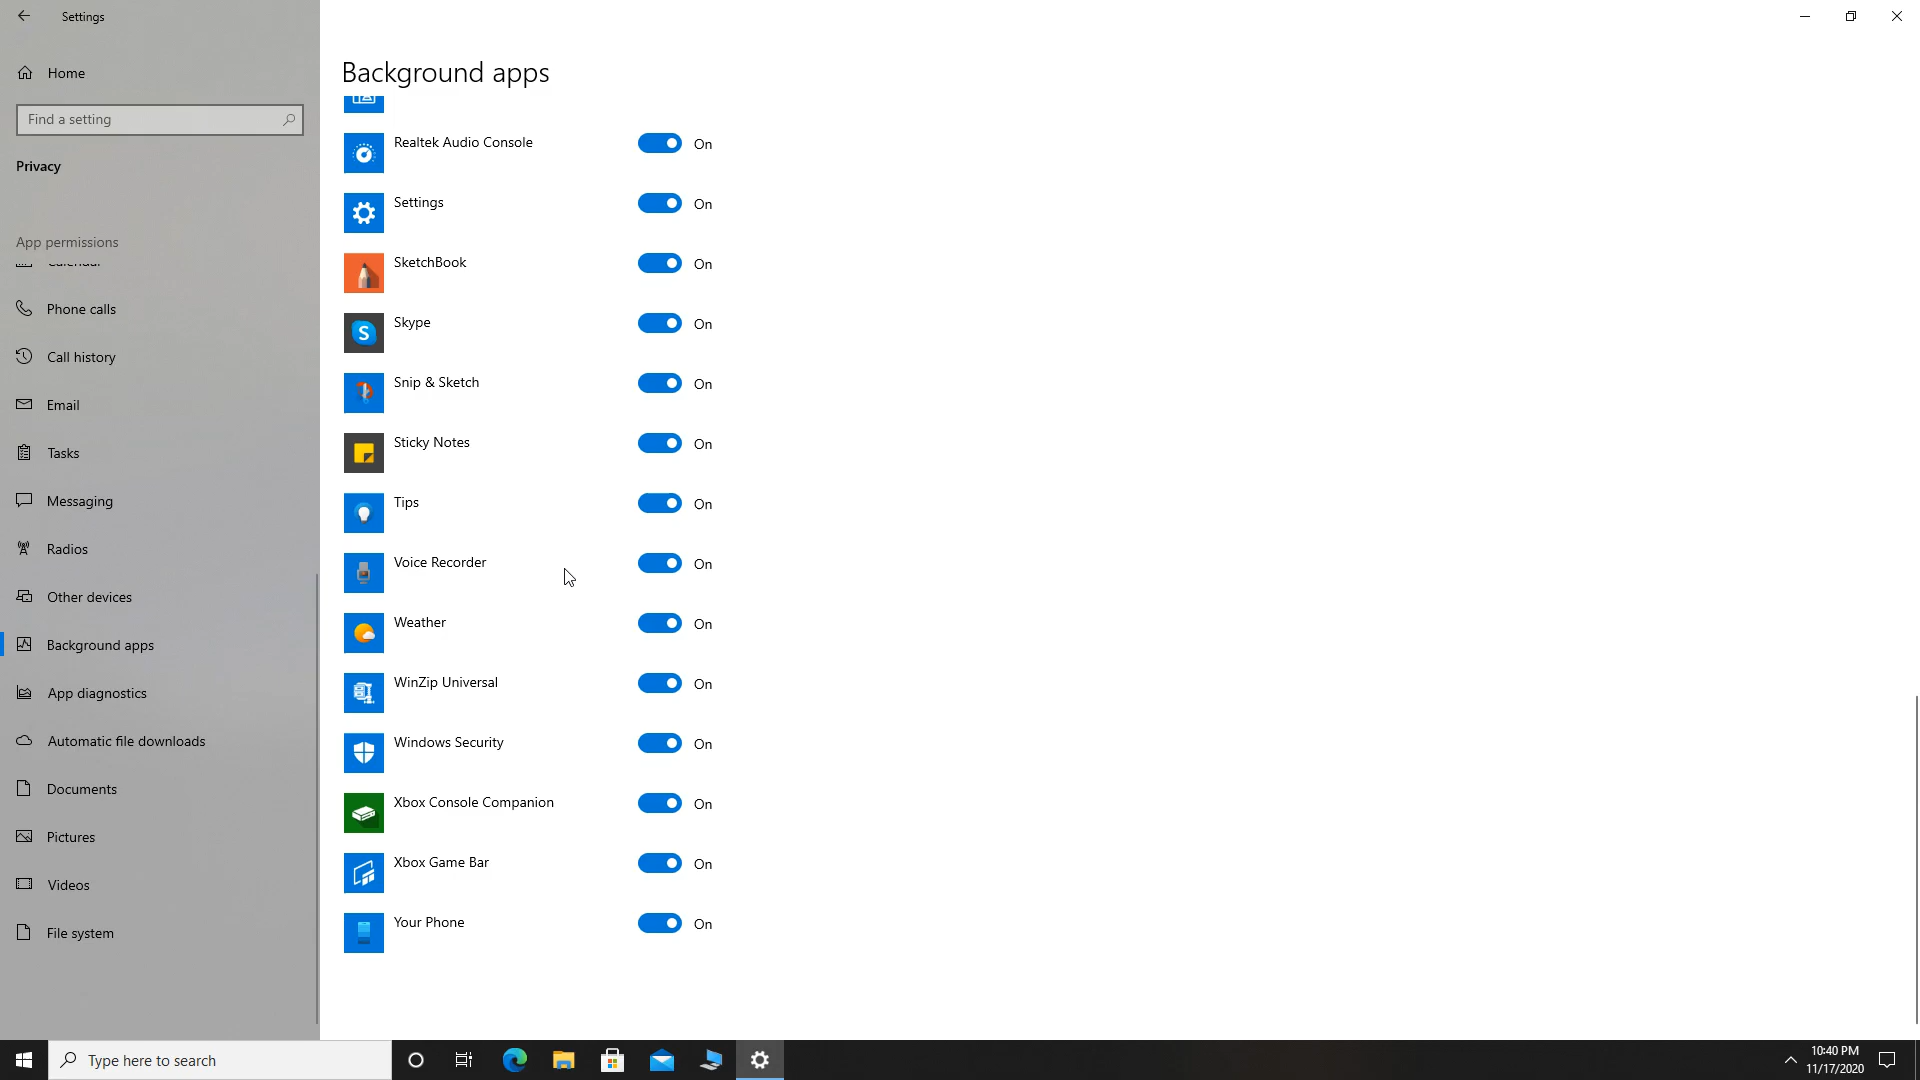 Settings
Home
Find a setting
Privacy
App permissions
Calendar
Phone calls
Call history
Email
Tasks
Messaging
Radios
Other devices
Background apps
App diagnostics
Automatic file downloads
Documents
Pictures
Videos
File system
Background apps
Realtek Audio Console On
Settings On
SketchBook On
Skype On
Snip & Sketch On
Sticky Notes On
Tips On
Voice Recorder On
Weather On
WinZip Universal On
Windows Security On
Xbox Console Companion On
Xbox Game Bar On
Your Phone On
Type here to search
10:40 PM
11/17/2020